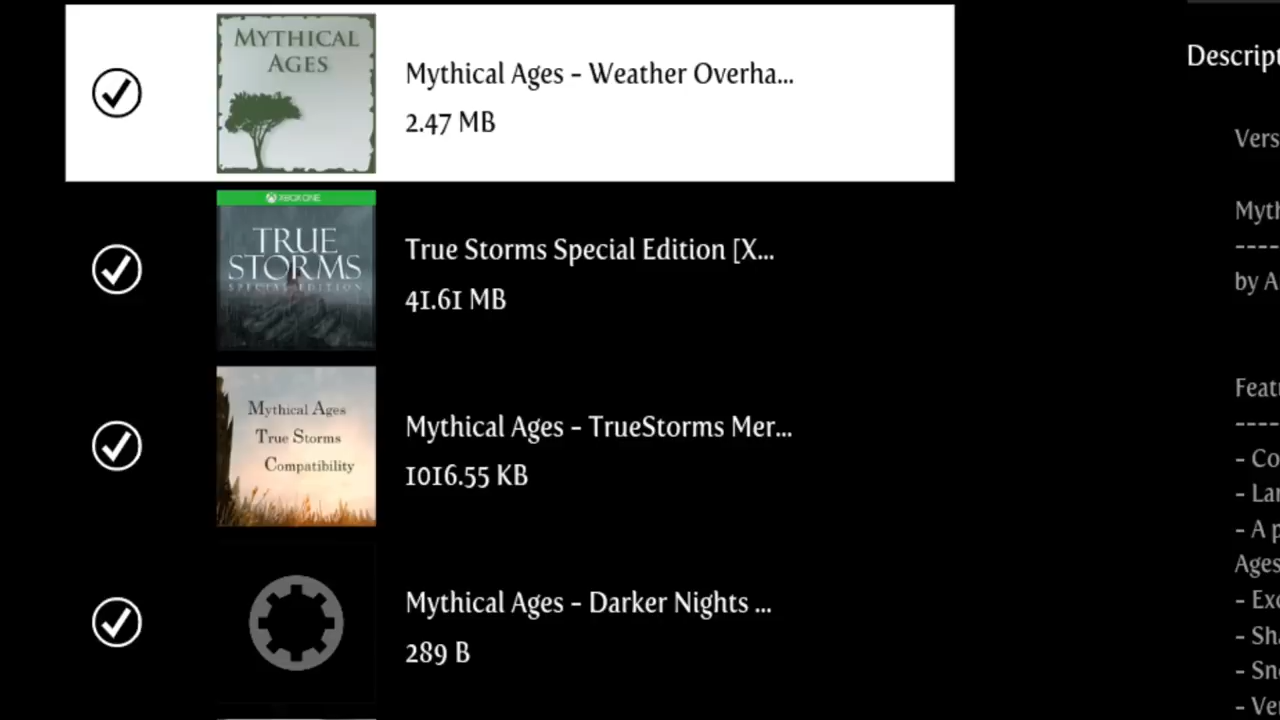 MYTHICAL
AGES
Mythical Ages - Weather Overha...
2.47 MB
XBOX ONE
TRUE
STORMS
SPECIAL EDITION
True Storms Special Edition [X...
41.61 MB
Mythical Ages
True Storms
Compatibility
Mythical Ages - TrueStorms Mer...
1016.55 KB
Mythical Ages - Darker Nights ...
289 B
Descript
Vers
Myth
----
by A
Featu
----
- Co
- Lar
- A p
Ages
- Exc
- Sha
- Sno
- Ver